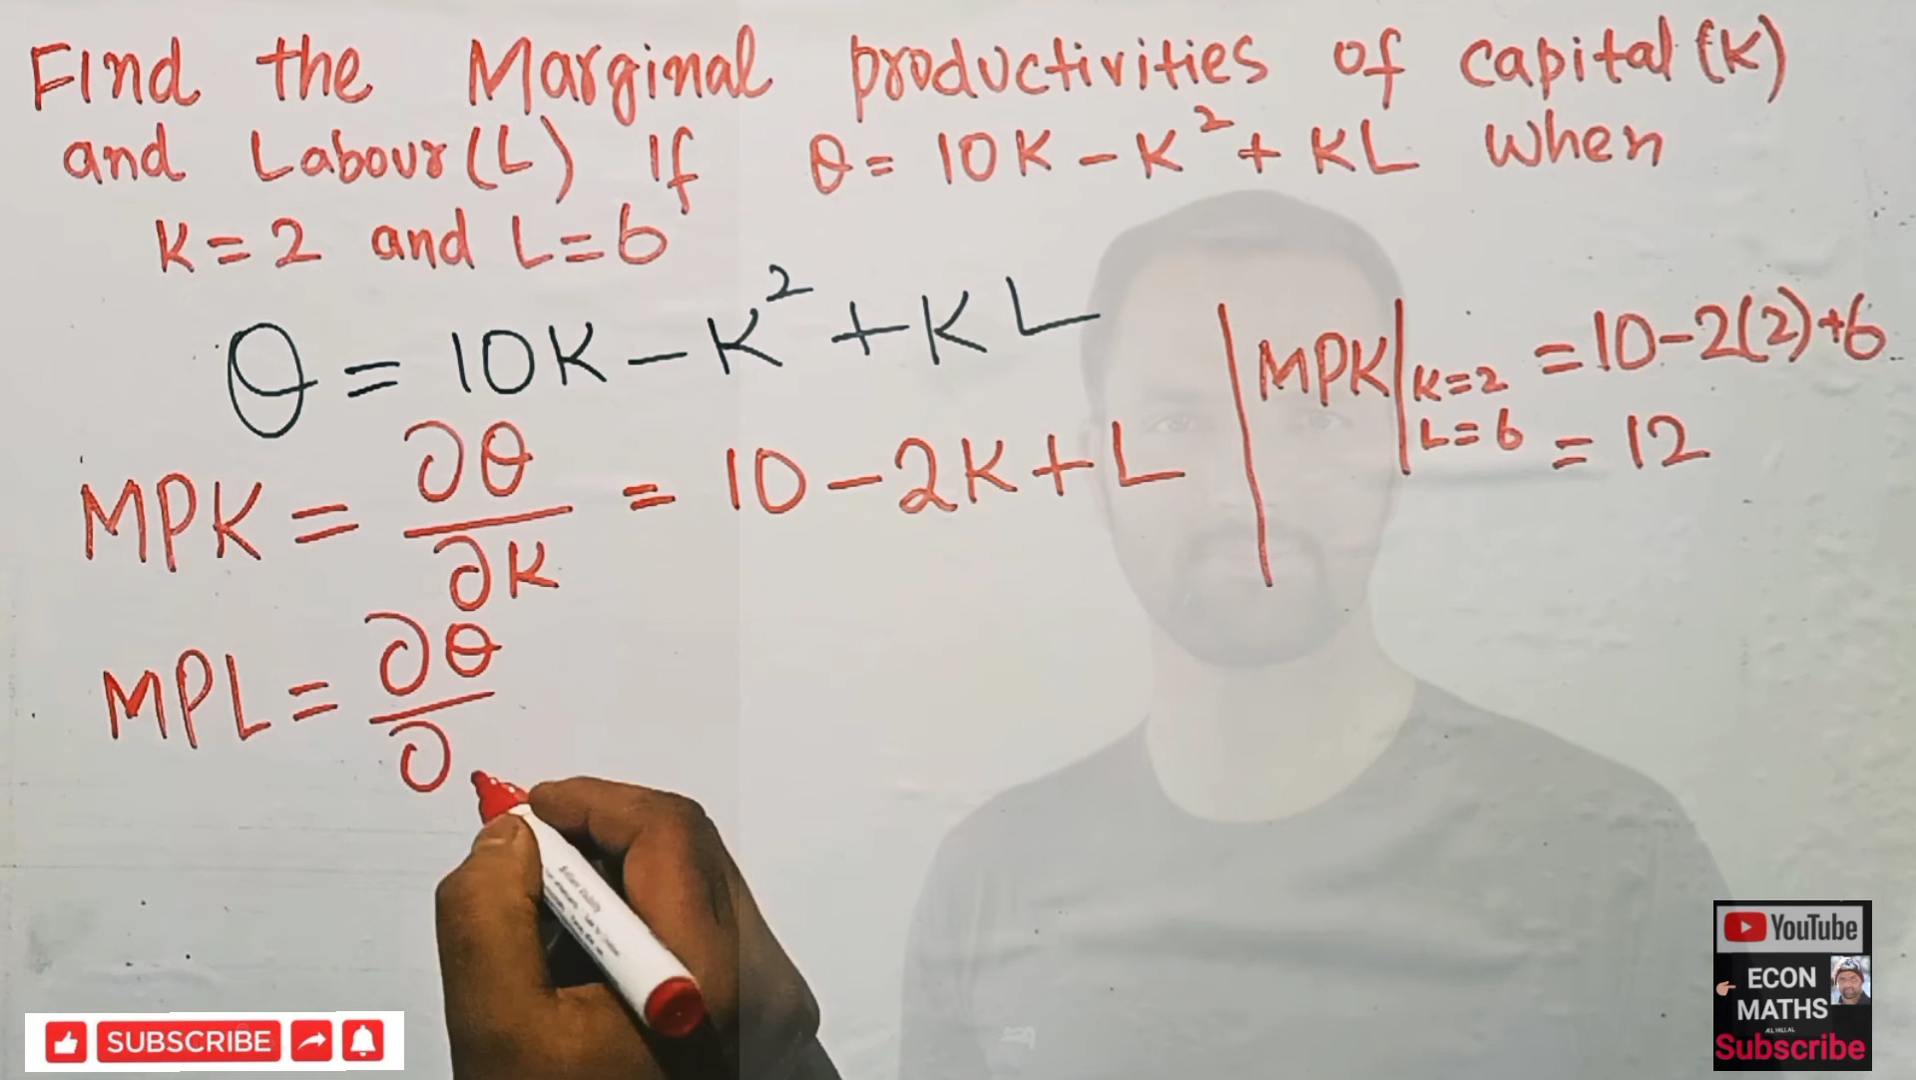 Find the Marginal productivities of capital (K)
and Labour (L) If θ = 10K - K² + KL when
K = 2 and L = 6
θ = 10K - K² + KL
MPK = ∂θ/∂K = 10 - 2K + L
MPK|K=2 L=6 = 10 - 2(2) + 6
= 12
MPL = ∂θ/∂
SUBSCRIBE
YouTube
ECON
MATHS
Subscribe